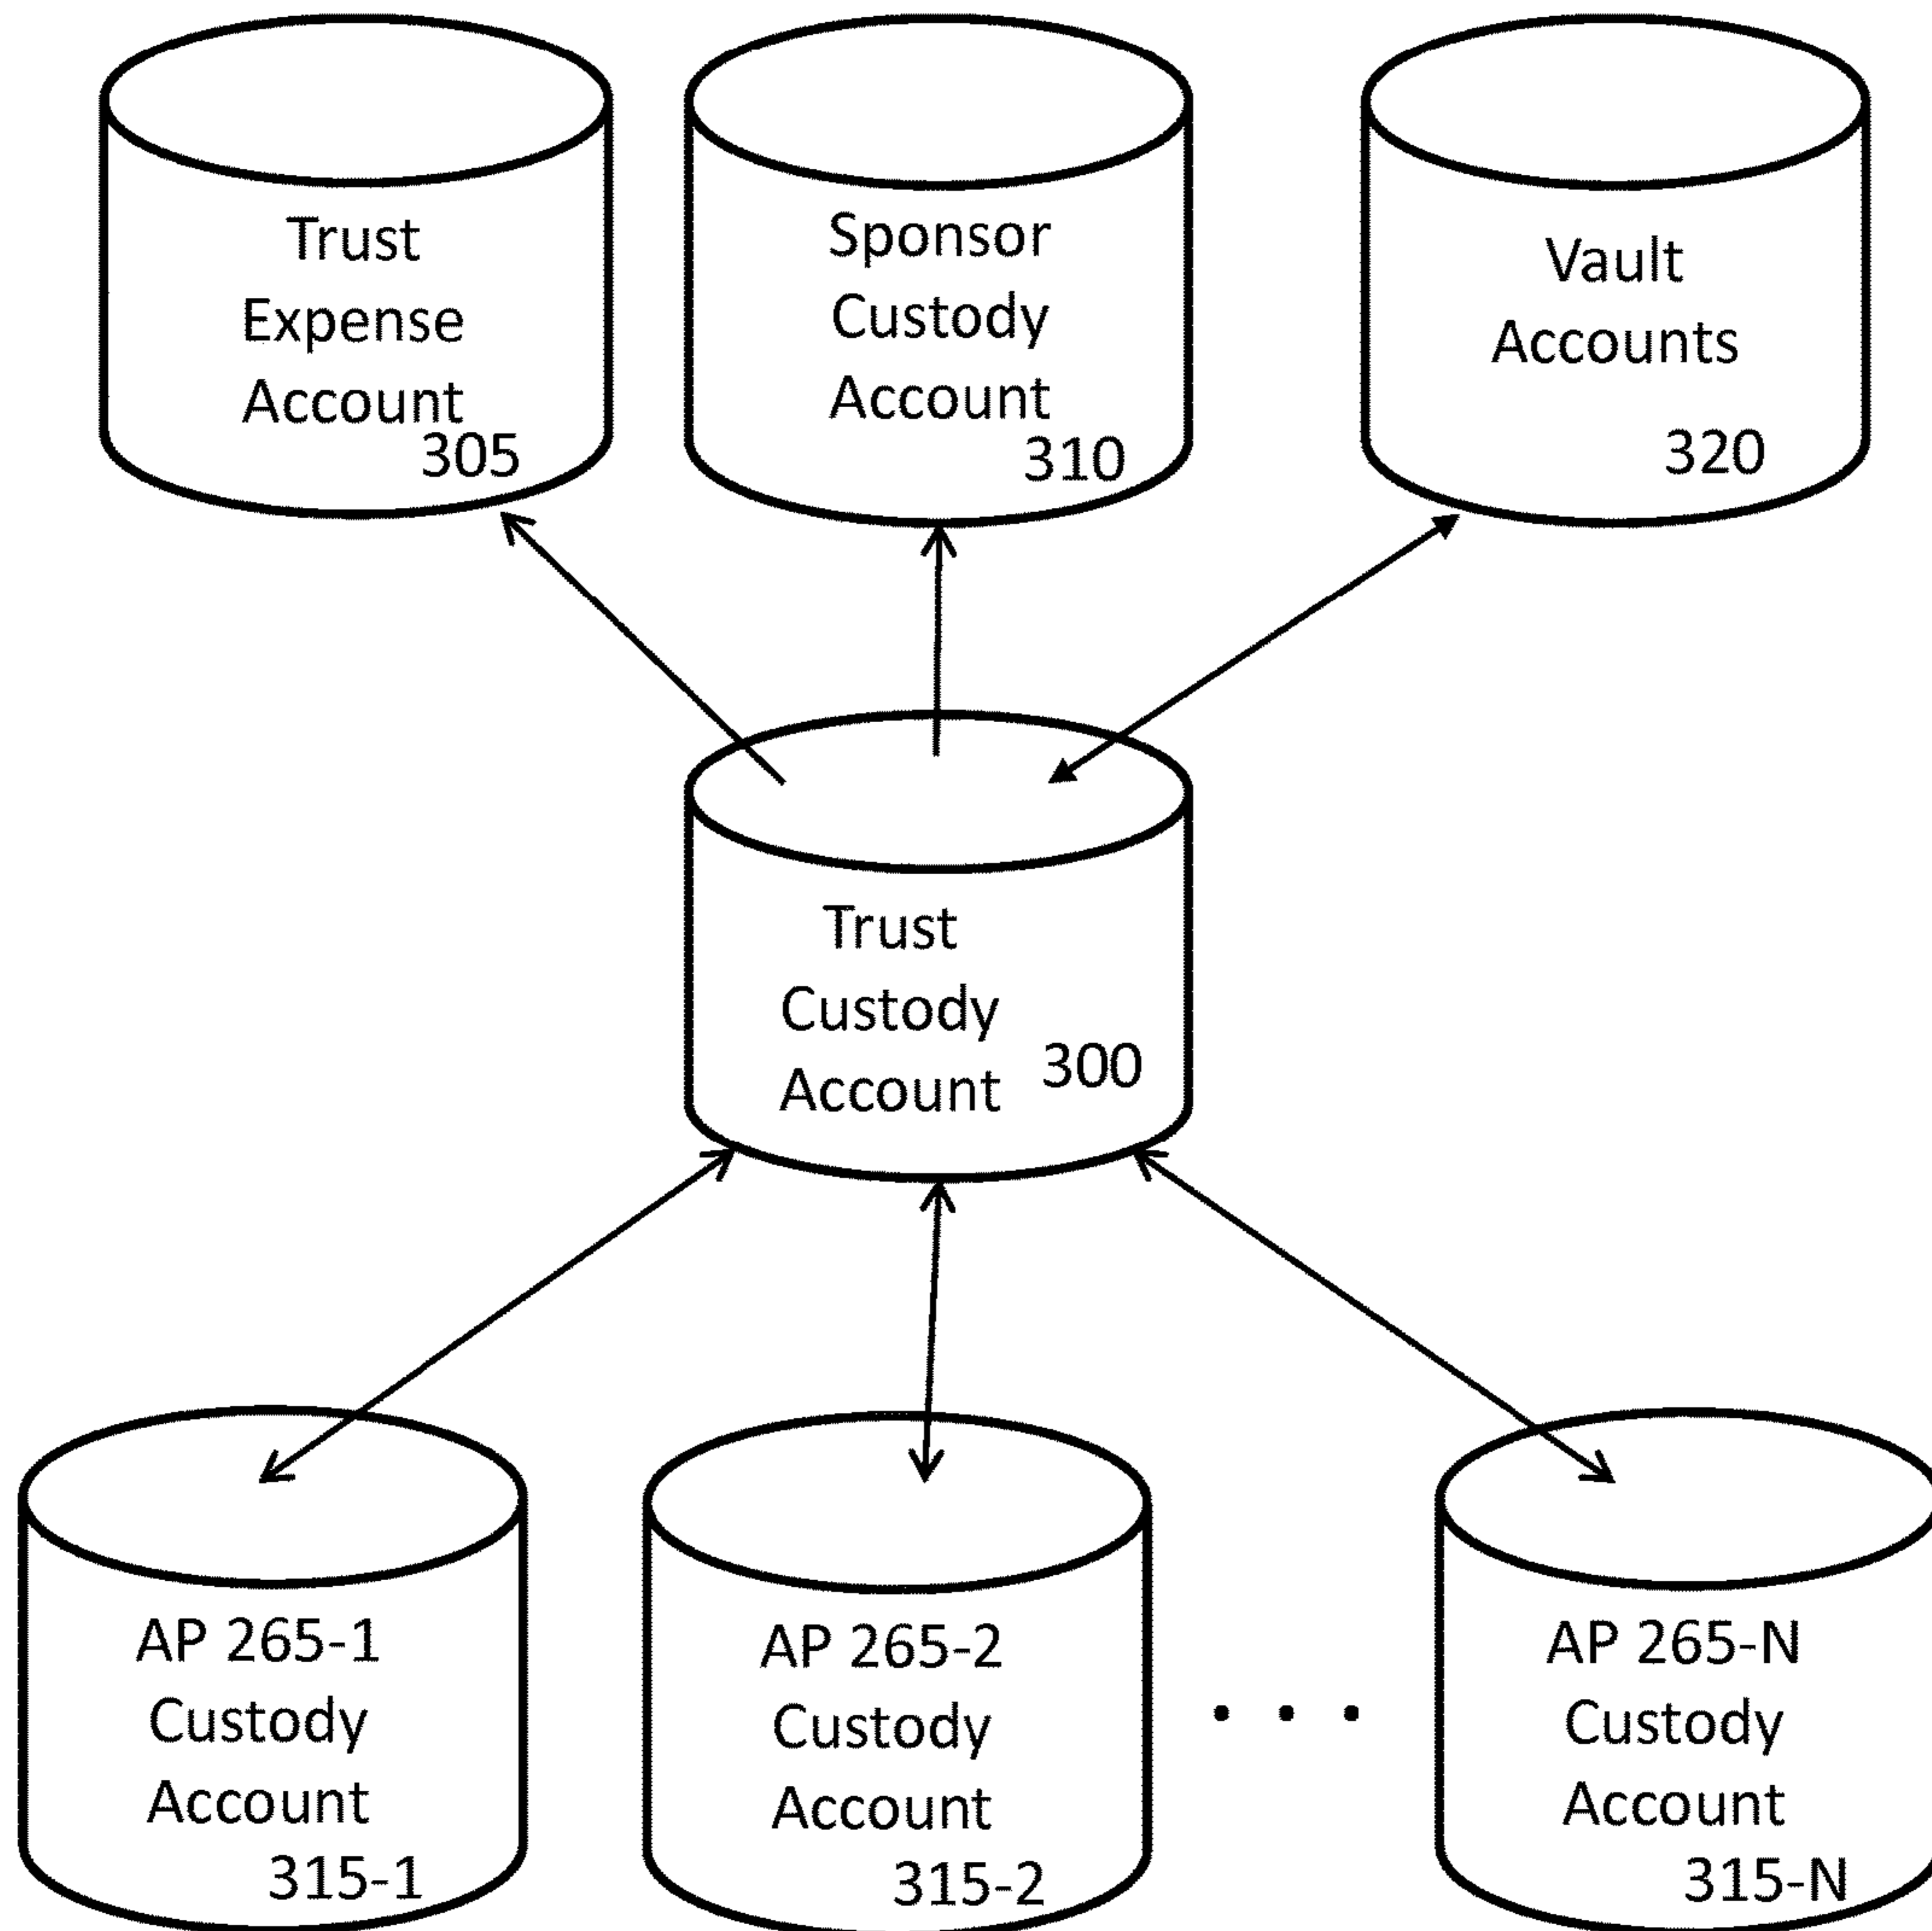 Trust
Expense
Account
305
Sponsor
Custody
Account
310
Vault
Accounts
320
Trust
Custody
Account
300
AP 265-1
Custody
Account
315-1
AP 265-2
Custody
Account
315-2
. . .
AP 265-N
Custody
Account
315-N